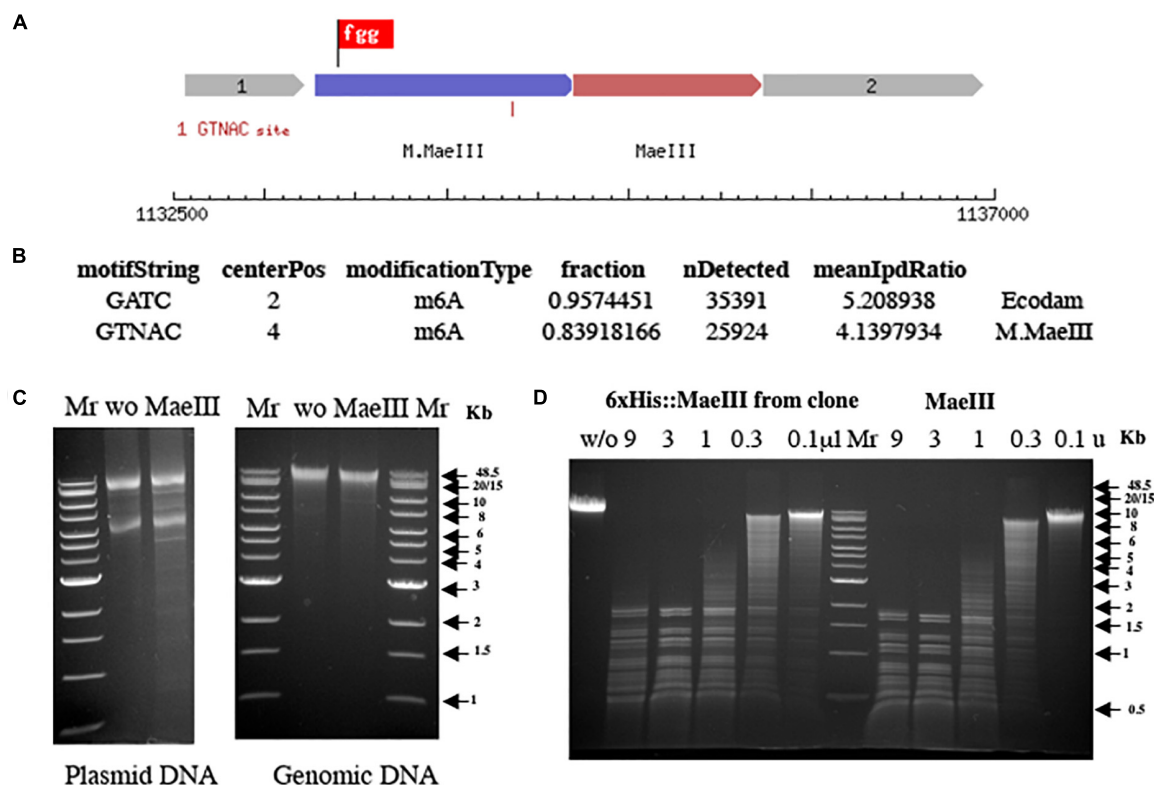 A
fgg
1
2
1 GTNAC site
M.MaeIII
MaeIII
1132500
1137000
B
motifString centerPos modificationType fraction nDetected meanIpdRatio
GATC 2 m6A 0.9574451 35391 5.208938 Ecodam
GTNAC 4 m6A 0.83918166 25924 4.1397934 M.MaeIII
C
Mr wo MaeIII
Mr wo MaeIII Mr Kb
48.5
20/15
10
8
6
5
4
3
2
1.5
1
Plasmid DNA
Genomic DNA
D
6xHis::MaeIII from clone MaeIII
w/o 9 3 1 0.3 0.1µl Mr 9 3 1 0.3 0.1 u Kb
48.5
20/15
10
8
6
5
4
3
2
1.5
1
0.5